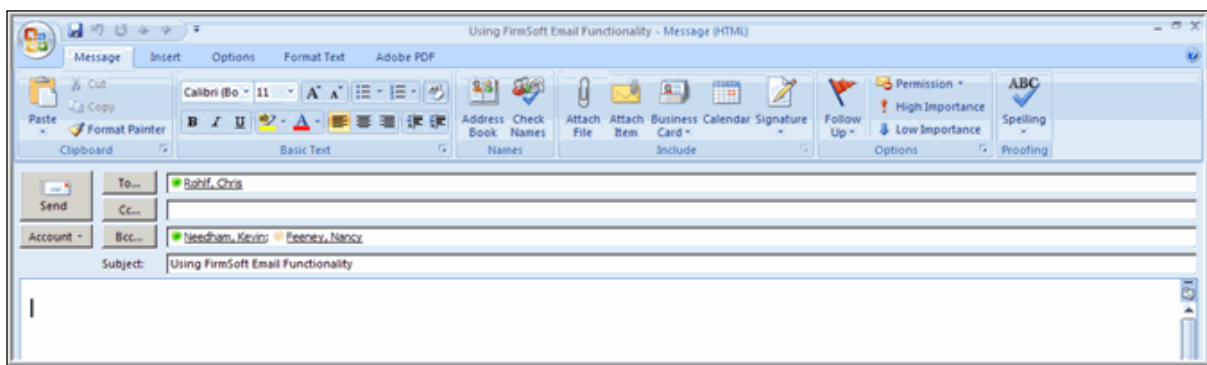 Using FirmSoft Email Functionality - Message (HTML)
Message Insert Options Format Text Adobe PDF
Paste
Cut
Copy
Format Painter
Clipboard
Calibri (Bo 11
B I U
Basic Text
Address Book
Check Names
Names
Attach File
Attach Item
Business Card
Calendar
Signature
Include
Follow Up
Permission
High Importance
Low Importance
Options
ABC
Spelling
Proofing
Send
Account
To... Rohlf, Chris
Cc...
Bcc... Needham, Kevin; Feeney, Nancy
Subject: Using FirmSoft Email Functionality